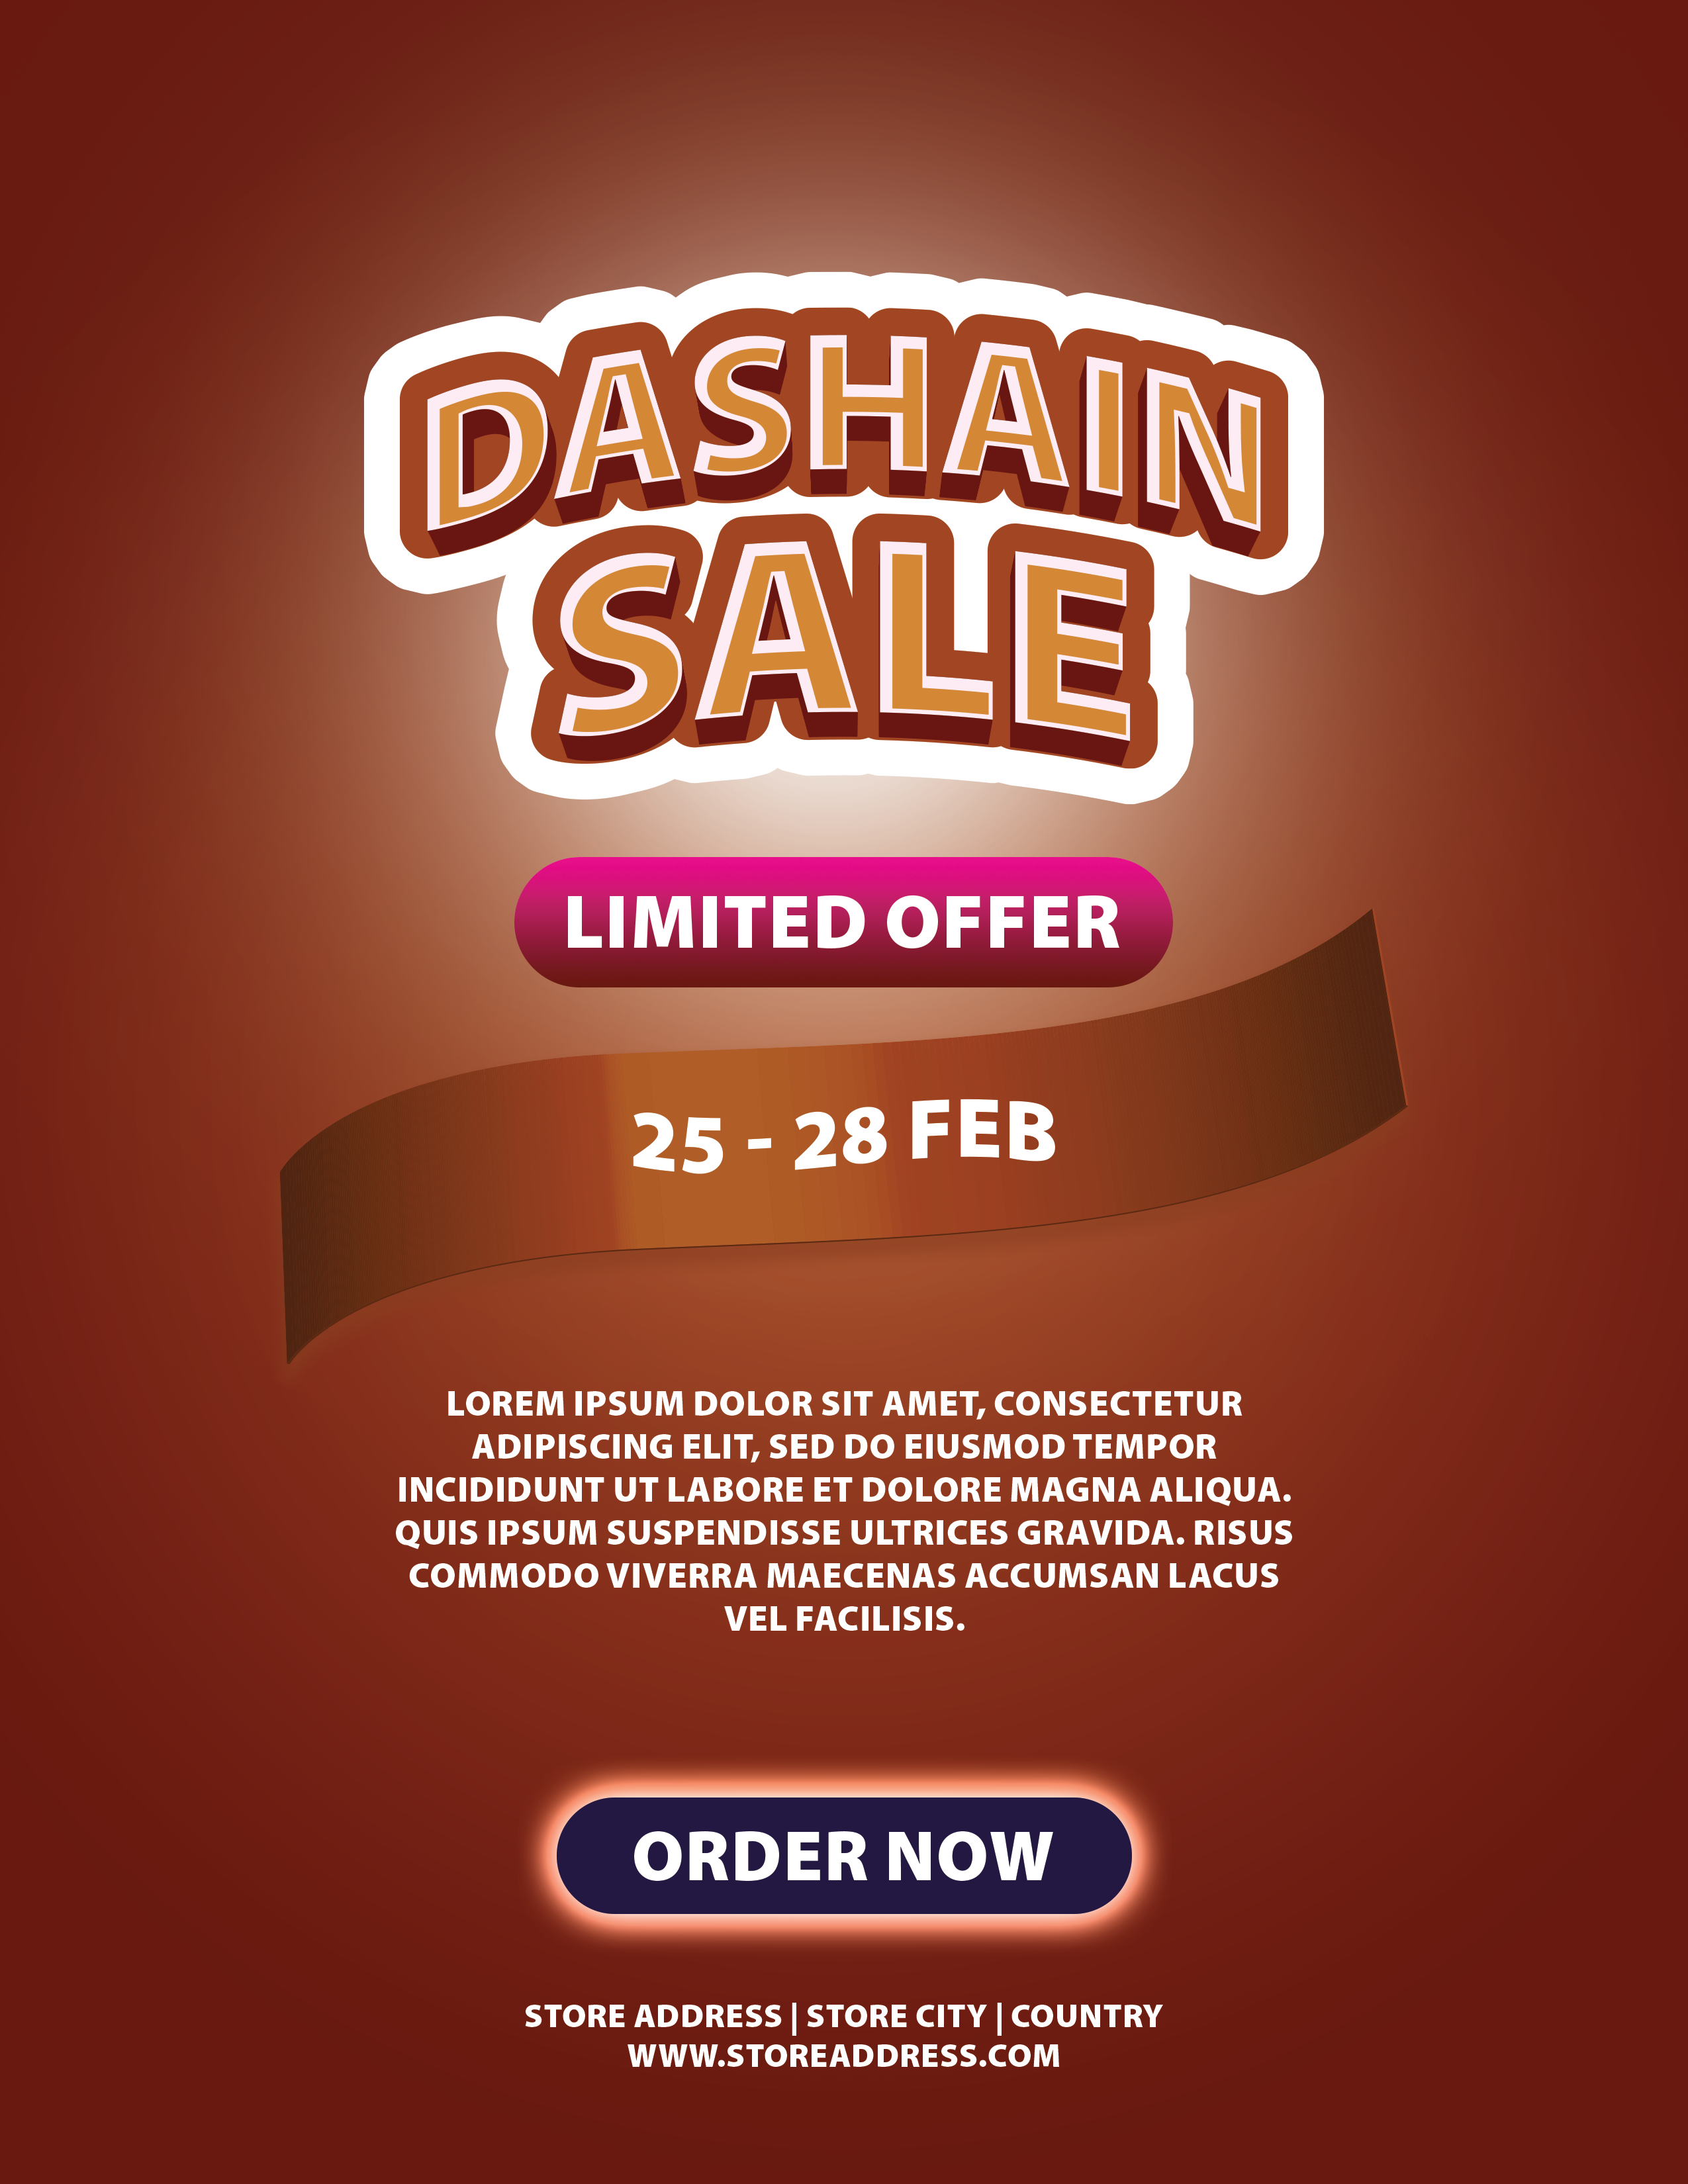 DASHAIN
SALE
LIMITED OFFER
25 - 28 FEB
LOREM IPSUM DOLOR SIT AMET, CONSECTETUR
ADIPISCING ELIT, SED DO EIUSMOD TEMPOR
INCIDIDUNT UT LABORE ET DOLORE MAGNA ALIQUA.
QUIS IPSUM SUSPENDISSE ULTRICES GRAVIDA. RISUS
COMMODO VIVERRA MAECENAS ACCUMSAN LACUS
VEL FACILISIS.
ORDER NOW
STORE ADDRESS | STORE CITY | COUNTRY
WWW.STOREADDRESS.COM